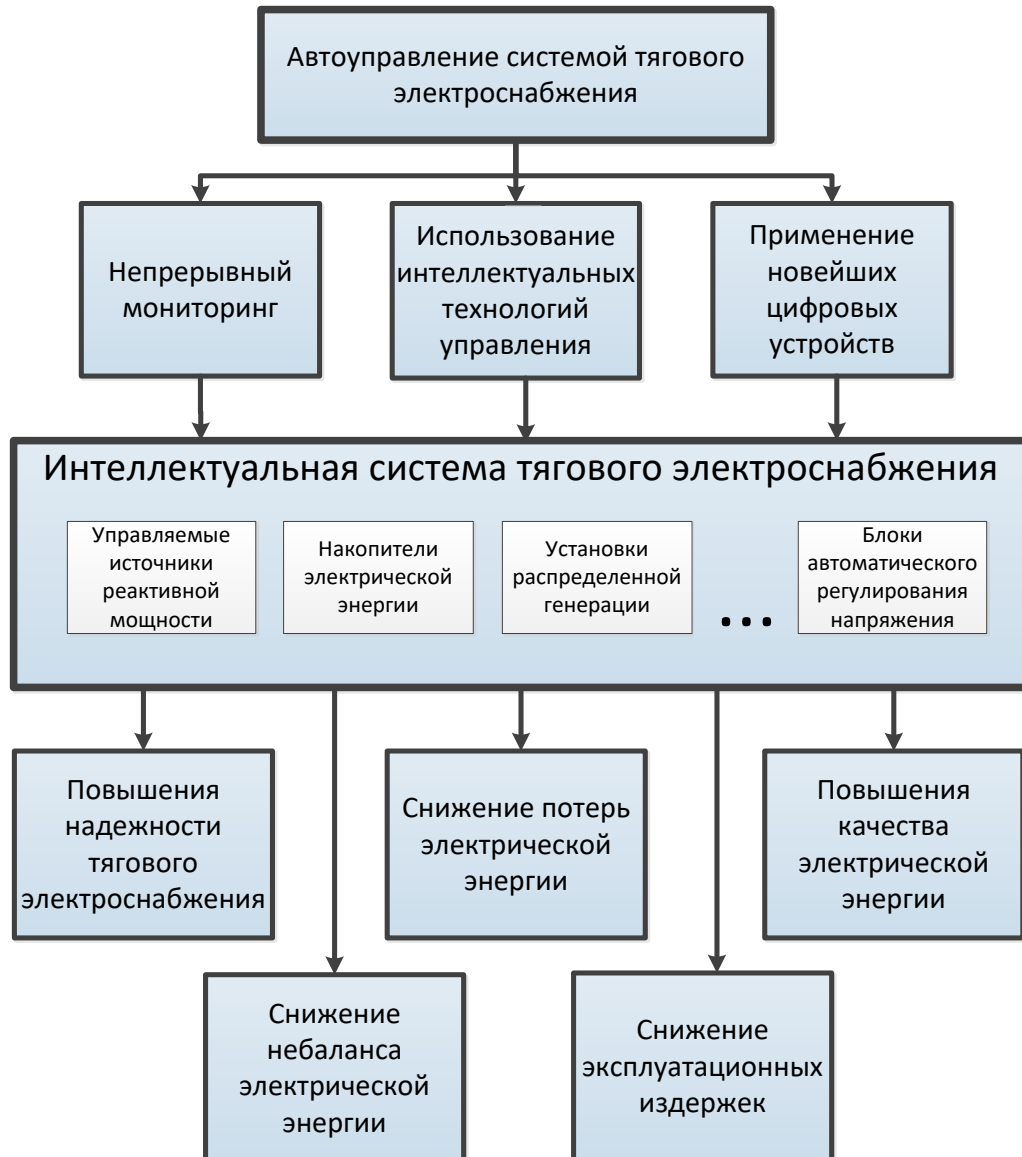 Автоуправление системой тягового
электроснабжения
Непрерывный
мониторинг
Использование
интеллектуальных
технологий
управления
Применение
новейших
цифровых
устройств
Интеллектуальная система тягового электроснабжения
Управляемые
источники
реактивной
мощности
Накопители
электрической
энергии
Установки
распределенной
генерации
...
Блоки
автоматического
регулирования
напряжения
Повышения
надежности
тягового
электроснабжения
Снижение потерь
электрической
энергии
Повышения
качества
электрической
энергии
Снижение
небаланса
электрической
энергии
Снижение
эксплуатационных
издержек